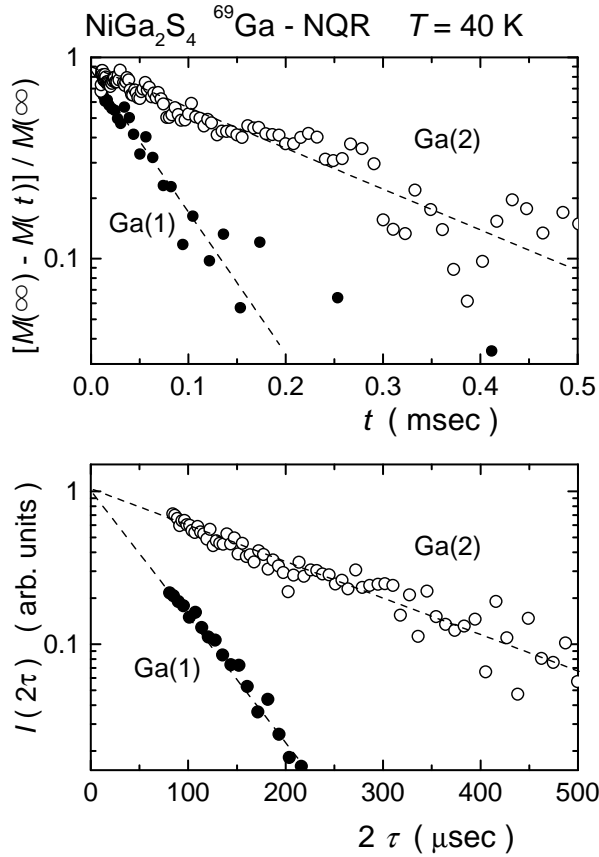 NiGa₂S₄ ⁶⁹Ga - NQR T = 40 K
[M(∞) - M( t )] / M(∞)
1
0.1
Ga(2)
Ga(1)
0.0 0.1 0.2 0.3 0.4 0.5
t ( msec )
I ( 2τ ) ( arb. units )
1
0.1
Ga(2)
Ga(1)
0 100 200 300 400 500
2 τ ( μsec )